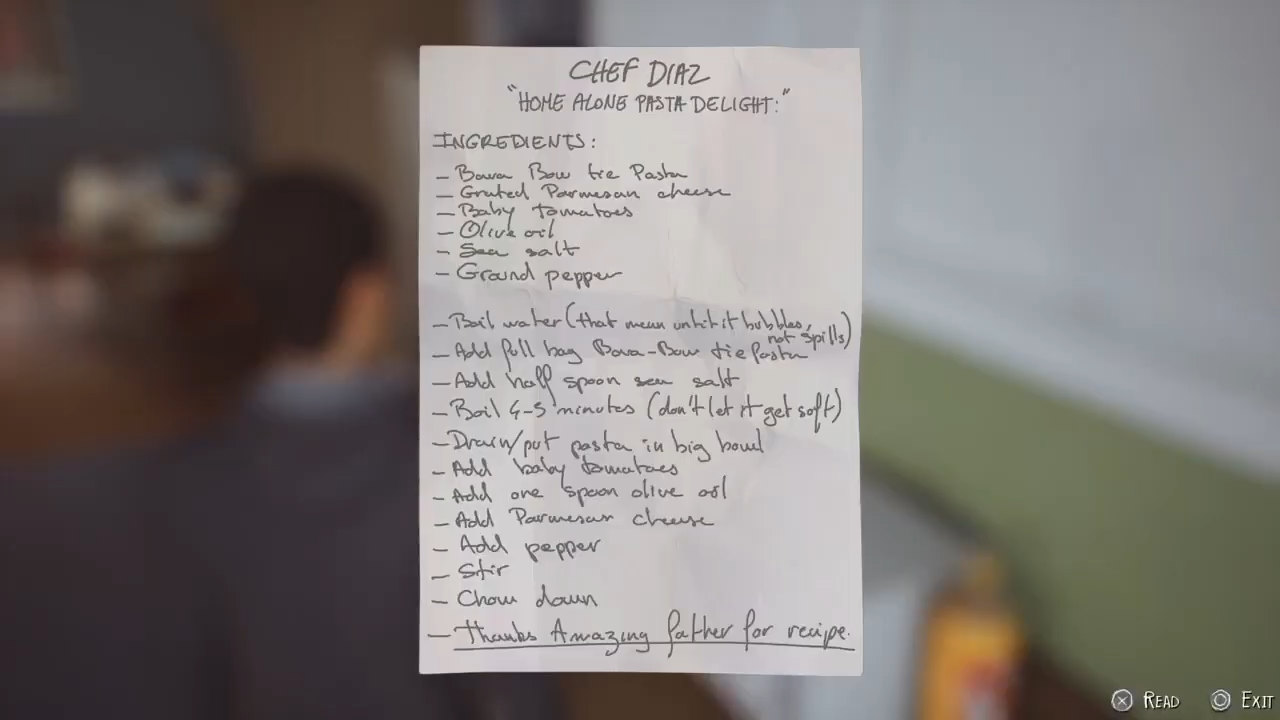 CHEF DIAZ
"HOME ALONE PASTA DELIGHT:"
INGREDIENTS:
- Bova Bow tie Pasta
- Grated Parmesan cheese
- Baby tomatoes
- Olive oil
- Sea salt
- Ground pepper
- Boil water (that mean until it bubbles, not spills)
- Add full bag Bova-Bow tie Pasta
- Add half spoon sea salt
- Boil 4-5 minutes (don't let it get soft)
- Drain/put pasta in big bowl
- Add baby tomatoes
- Add one spoon olive oil
- Add Parmesan cheese
- Add pepper
- Stir
- Chow down
- Thanks Amazing father for recipe.
READ EXIT